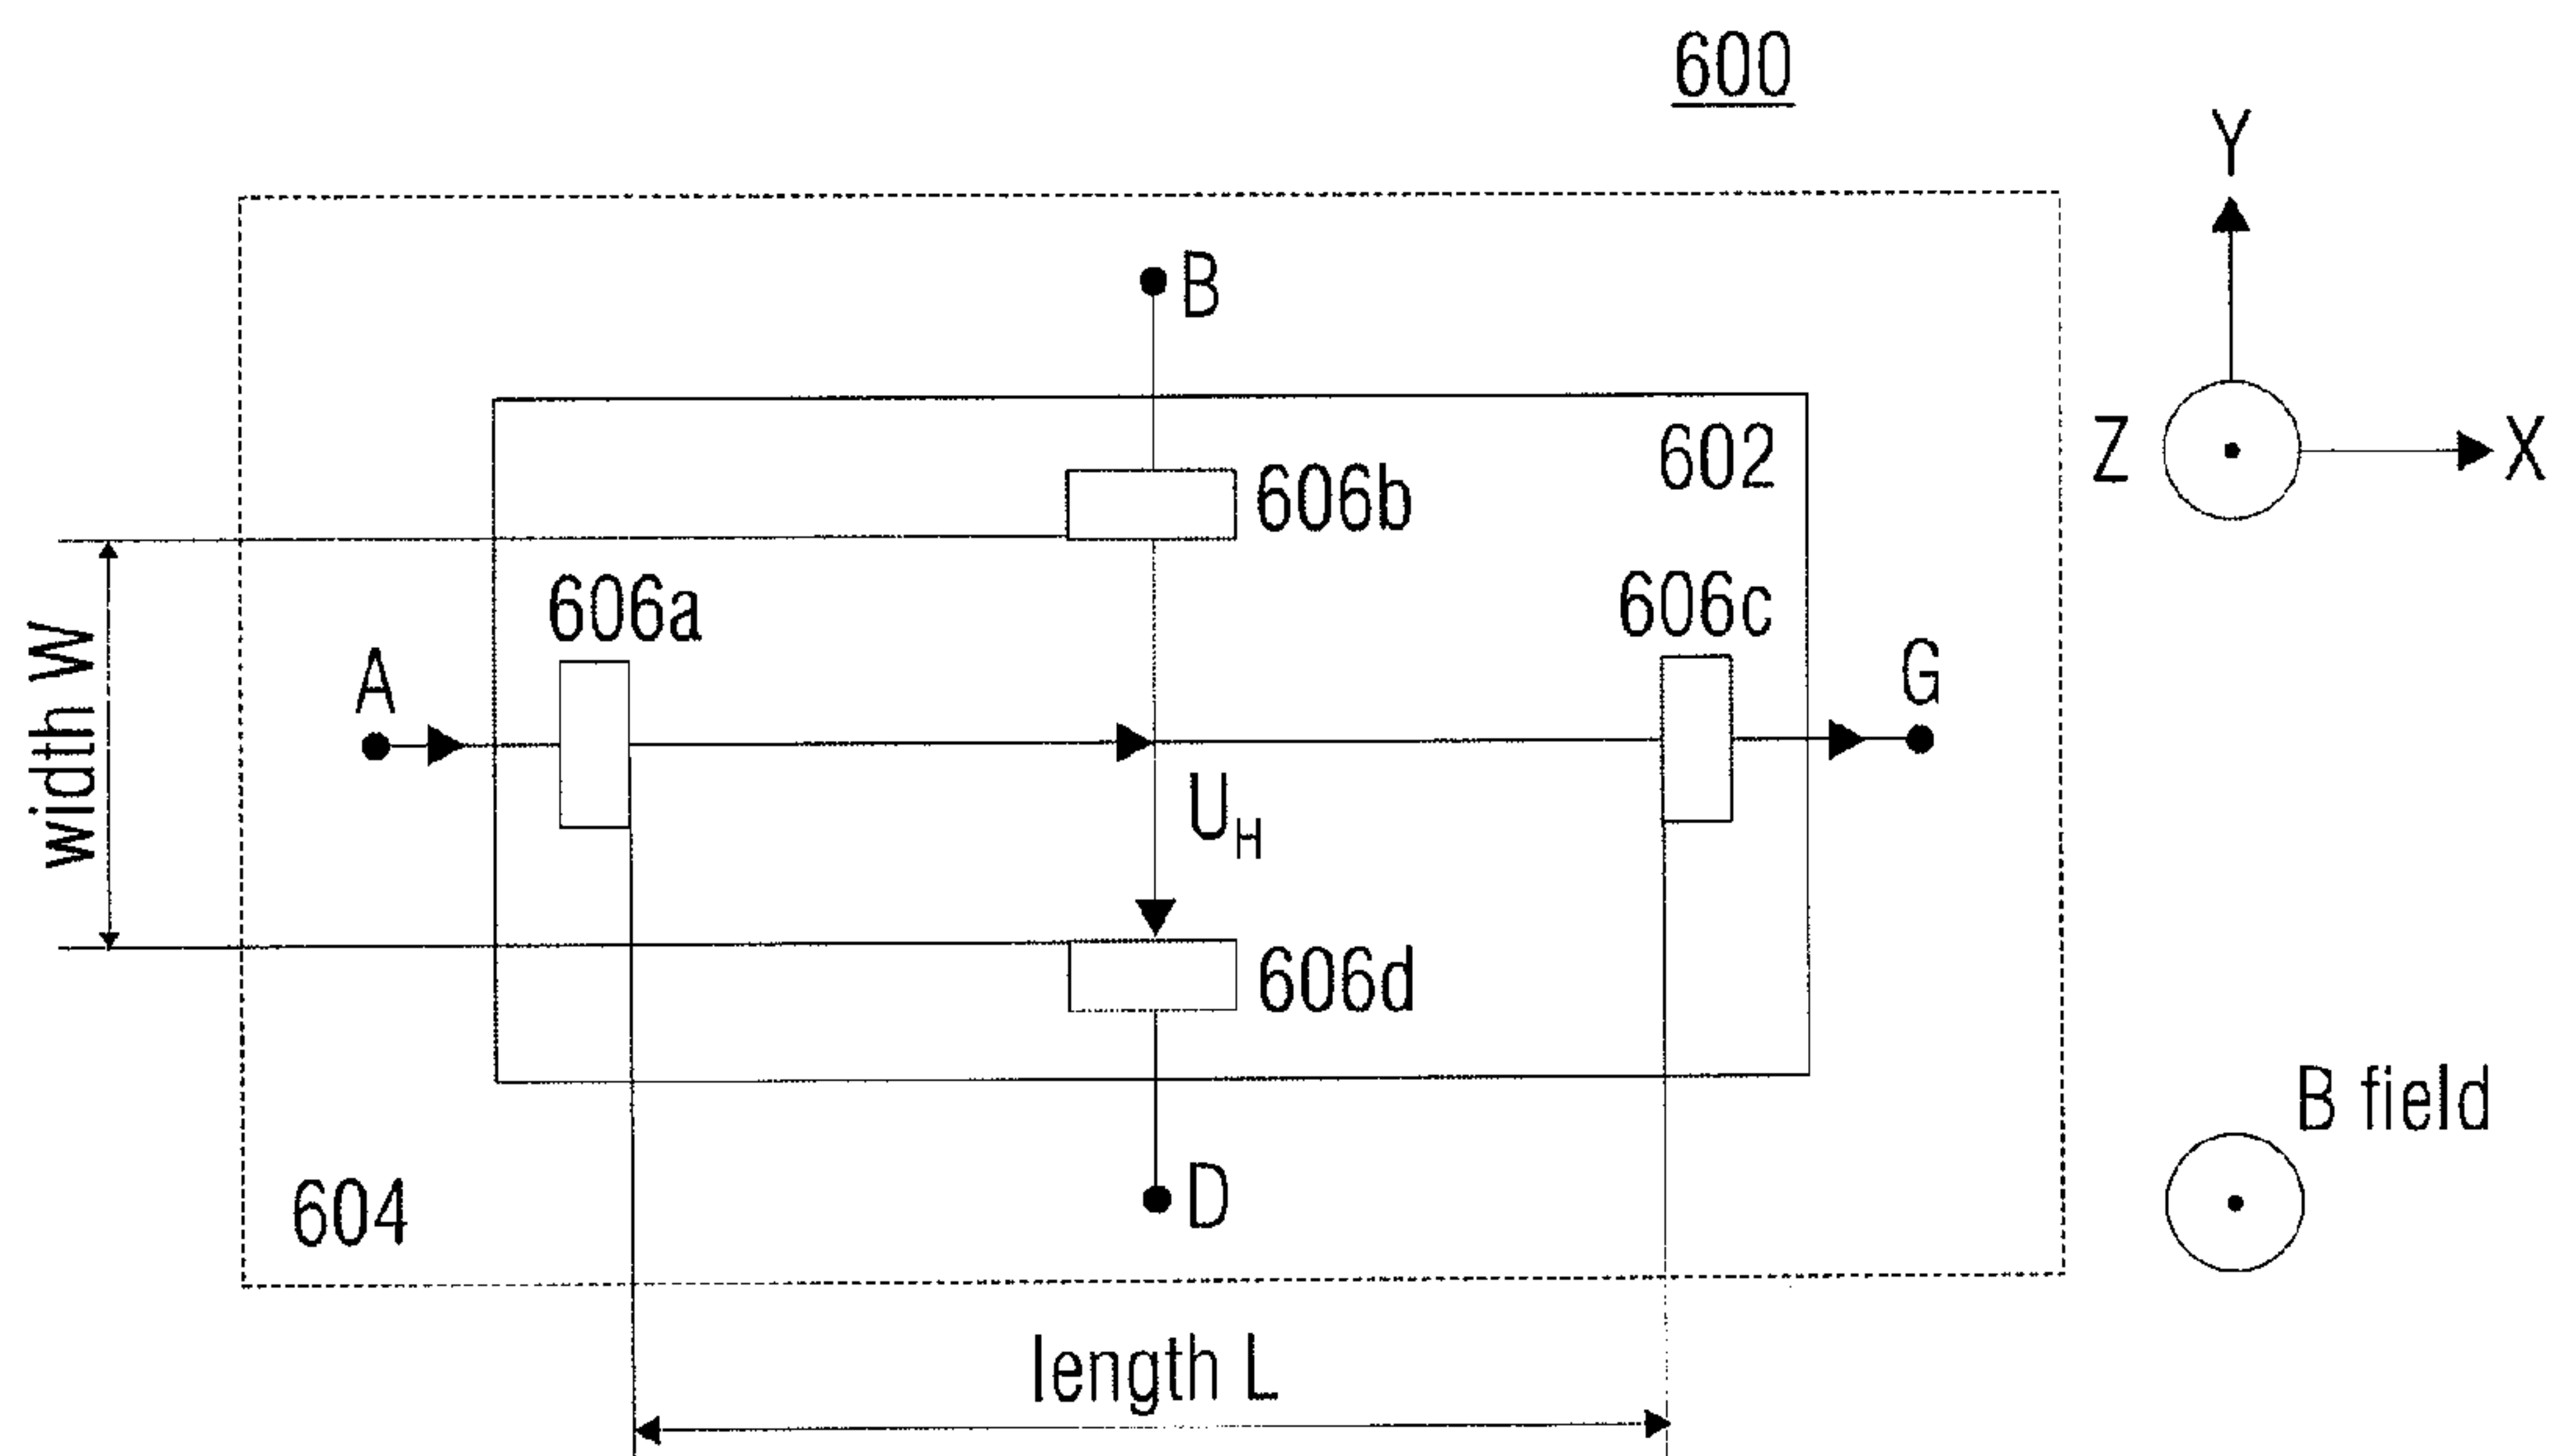 600
Y
B
602
Z
X
606b
606a
606c
A
G
width W
U_H
606d
B field
D
604
length L